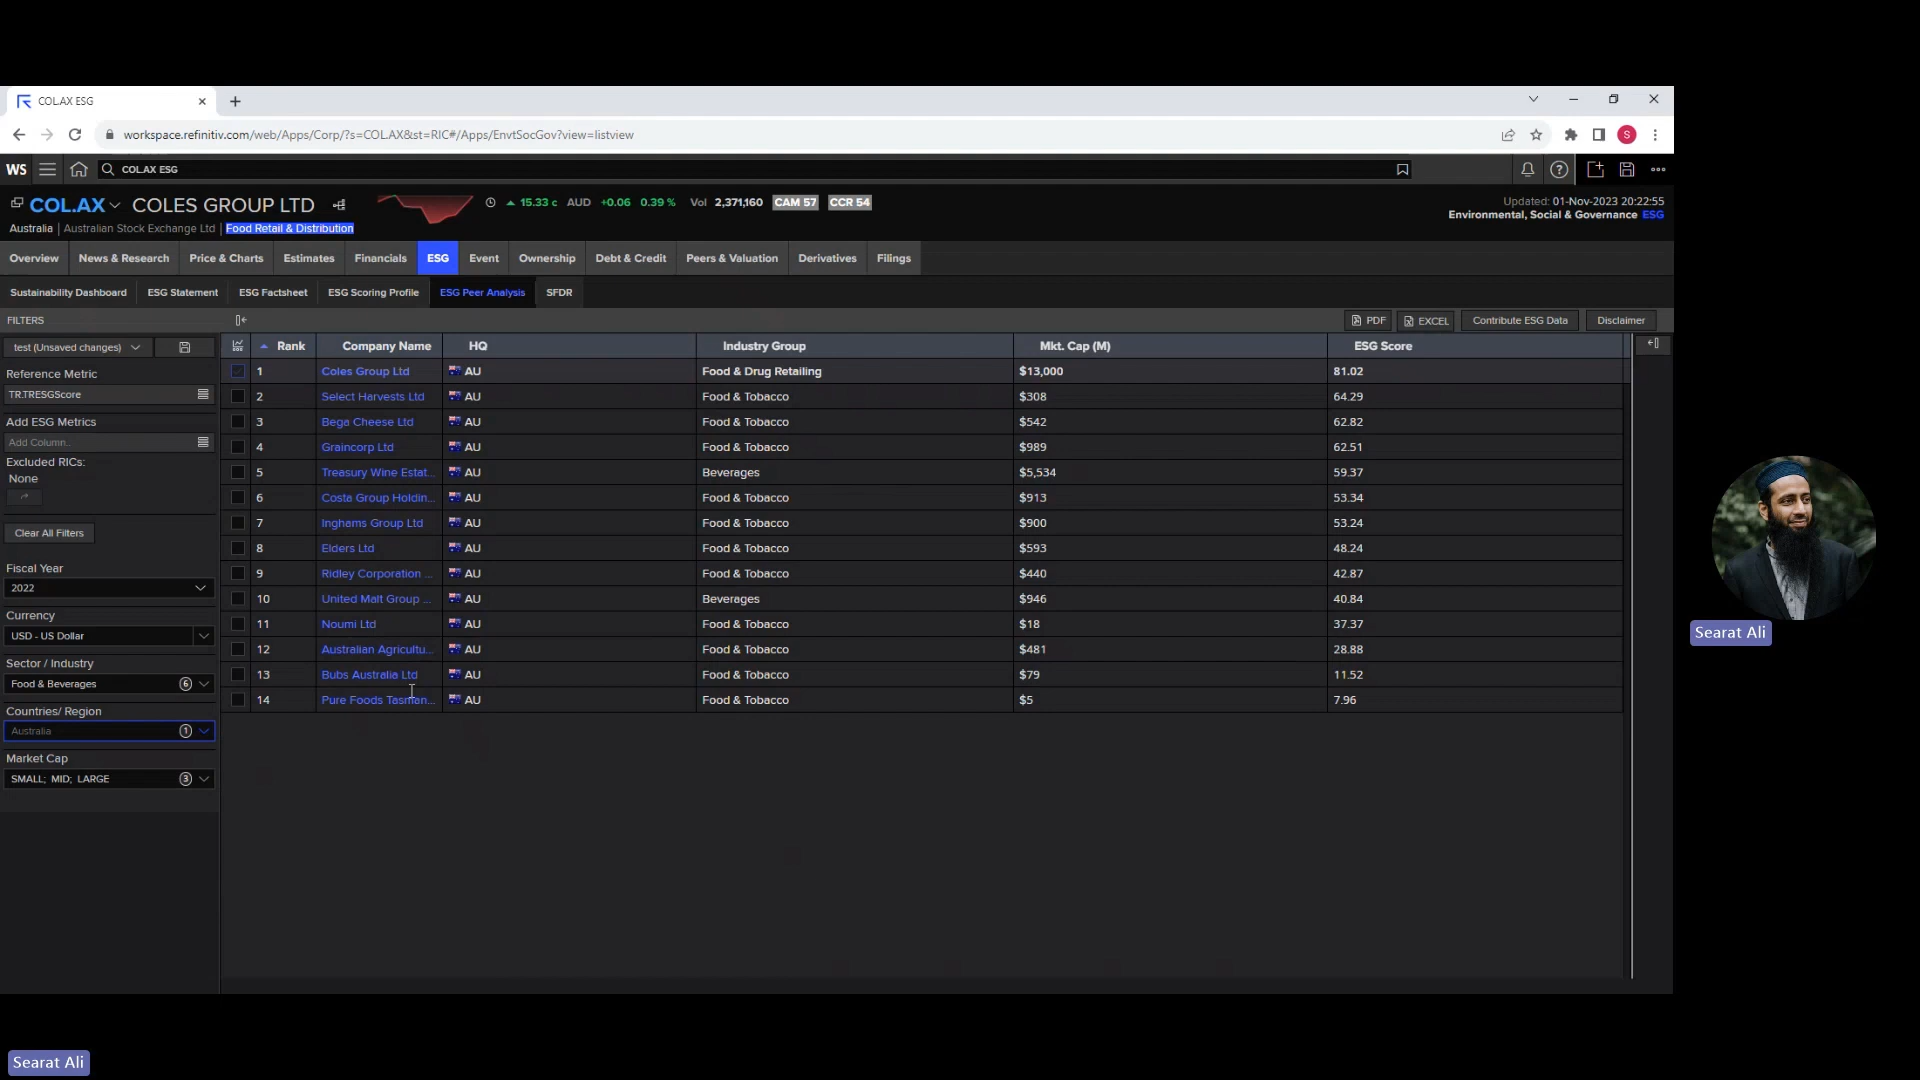 COL.AX ESG
workspace.refinitiv.com/web/Apps/Corp/?s=COL.AX&st=RIC#/Apps/EnvtSocGov?view=listview
S
WS COL.AX ESG
COL.AX COLES GROUP LTD 15.33 c AUD +0.06 0.39 % Vol 2,371,160 CAM 57 CCR 54
Updated: 01-Nov-2023 20:22:55
Environmental, Social & Governance ESG
Australia | Australian Stock Exchange Ltd | Food Retail & Distribution
Overview News & Research Price & Charts Estimates Financials ESG Event Ownership Debt & Credit Peers & Valuation Derivatives Filings
Sustainability Dashboard ESG Statement ESG Factsheet ESG Scoring Profile ESG Peer Analysis SFDR
FILTERS PDF EXCEL Contribute ESG Data Disclaimer
test (Unsaved changes)
Reference Metric
TR.TRESGScore
Add ESG Metrics
Add Column...
Excluded RICs:
None
Clear All Filters
Fiscal Year
2022
Currency
USD - US Dollar
Sector / Industry
Food & Beverages 6
Countries/ Region
Australia 1
Market Cap
SMALL; MID; LARGE 3
Rank Company Name HQ Industry Group Mkt. Cap (M) ESG Score
1 Coles Group Ltd AU Food & Drug Retailing $13,000 81.02
2 Select Harvests Ltd AU Food & Tobacco $308 64.29
3 Bega Cheese Ltd AU Food & Tobacco $542 62.82
4 Graincorp Ltd AU Food & Tobacco $989 62.51
5 Treasury Wine Estat... AU Beverages $5,534 59.37
6 Costa Group Holdin... AU Food & Tobacco $913 53.34
7 Inghams Group Ltd AU Food & Tobacco $900 53.24
8 Elders Ltd AU Food & Tobacco $593 48.24
9 Ridley Corporation ... AU Food & Tobacco $440 42.87
10 United Malt Group ... AU Beverages $946 40.84
11 Noumi Ltd AU Food & Tobacco $18 37.37
12 Australian Agricultu... AU Food & Tobacco $481 28.88
13 Bubs Australia Ltd AU Food & Tobacco $79 11.52
14 Pure Foods Tasman... AU Food & Tobacco $5 7.96
Searat Ali
Searat Ali